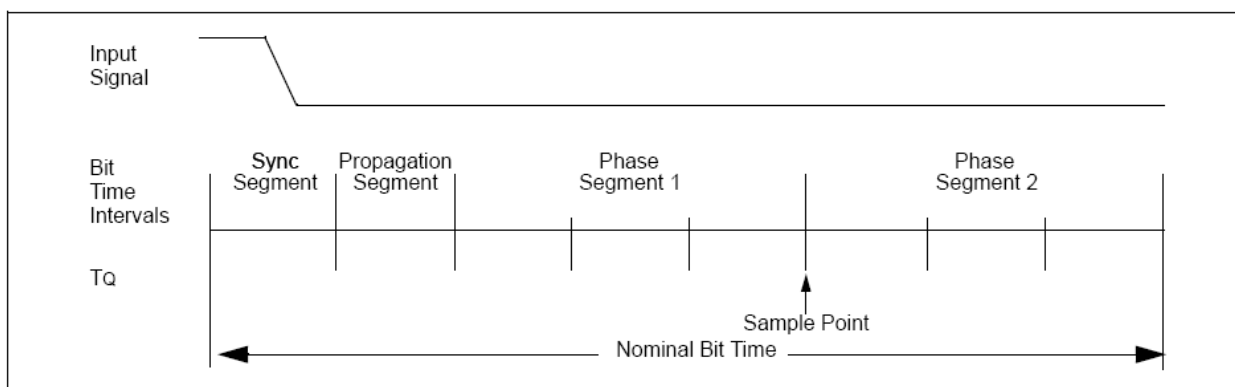 Input
Signal
Bit
Time
Intervals
Sync
Segment
Propagation
Segment
Phase
Segment 1
Phase
Segment 2
TQ
Sample Point
Nominal Bit Time